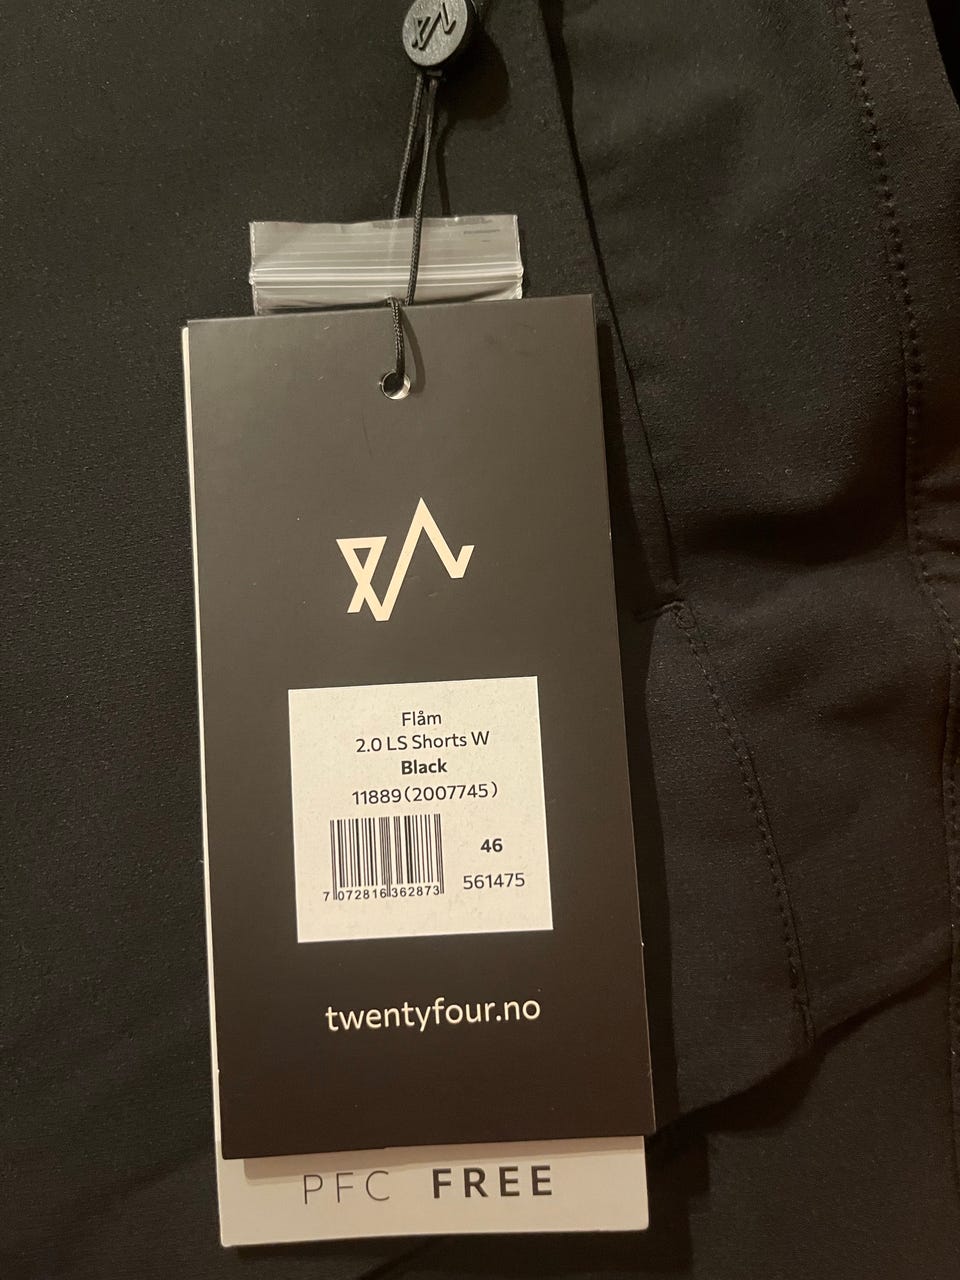 Flåm
2.0 LS Shorts W
Black
11889(2007745)
46
7 072816 362873
561475
twentyfour.no
PFC FREE